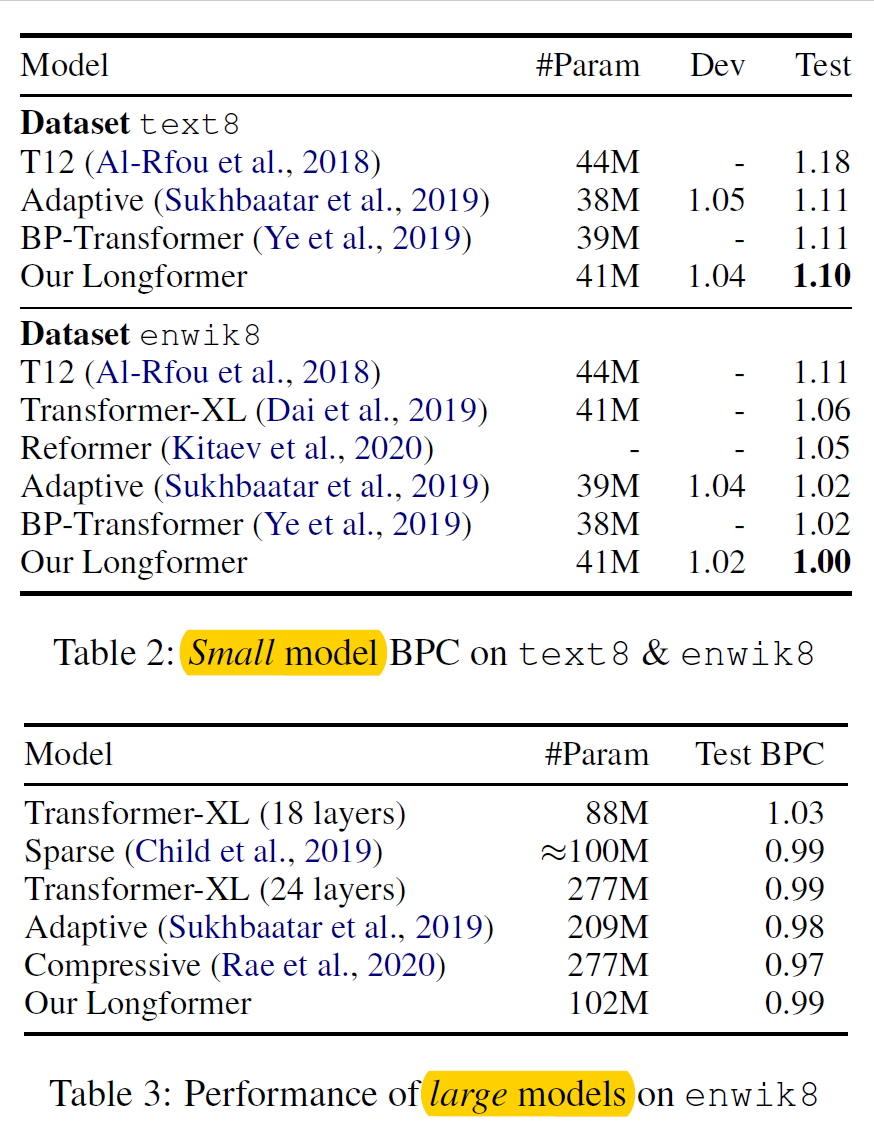 Model #Param Dev Test
Dataset text8
T12 (Al-Rfou et al., 2018) 44M - 1.18
Adaptive (Sukhbaatar et al., 2019) 38M 1.05 1.11
BP-Transformer (Ye et al., 2019) 39M - 1.11
Our Longformer 41M 1.04 1.10
Dataset enwik8
T12 (Al-Rfou et al., 2018) 44M - 1.11
Transformer-XL (Dai et al., 2019) 41M - 1.06
Reformer (Kitaev et al., 2020) - - 1.05
Adaptive (Sukhbaatar et al., 2019) 39M 1.04 1.02
BP-Transformer (Ye et al., 2019) 38M - 1.02
Our Longformer 41M 1.02 1.00
Table 2: Small model BPC on text8 & enwik8
Model #Param Test BPC
Transformer-XL (18 layers) 88M 1.03
Sparse (Child et al., 2019) ≈100M 0.99
Transformer-XL (24 layers) 277M 0.99
Adaptive (Sukhbaatar et al., 2019) 209M 0.98
Compressive (Rae et al., 2020) 277M 0.97
Our Longformer 102M 0.99
Table 3: Performance of large models on enwik8